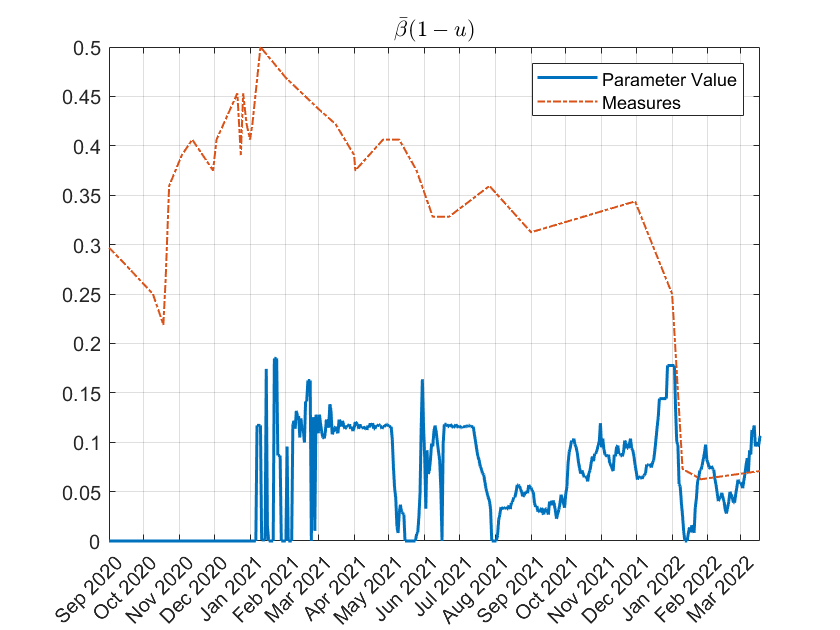 β̄(1 − u)
Parameter Value
Measures
0.5
0.45
0.4
0.35
0.3
0.25
0.2
0.15
0.1
0.05
0
Sep 2020
Oct 2020
Nov 2020
Dec 2020
Jan 2021
Feb 2021
Mar 2021
Apr 2021
May 2021
Jun 2021
Jul 2021
Aug 2021
Sep 2021
Oct 2021
Nov 2021
Dec 2021
Jan 2022
Feb 2022
Mar 2022